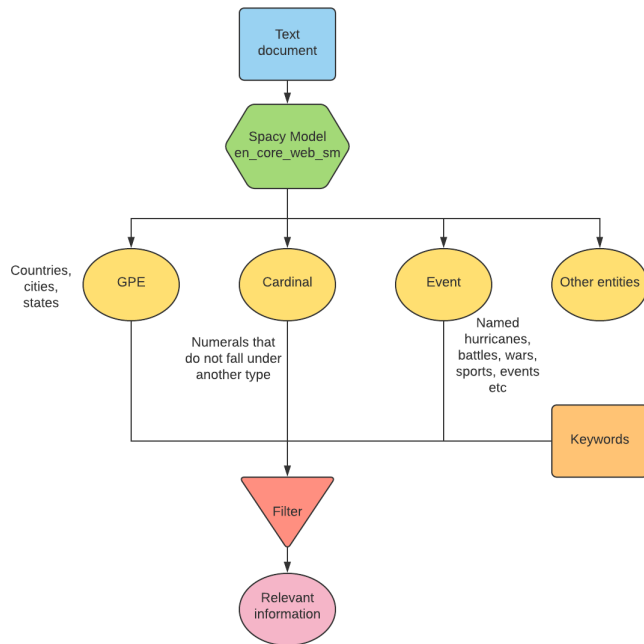 Text
document
Spacy Model
en_core_web_sm
Countries,
cities,
states
GPE
Cardinal
Event
Other entities
Numerals that
do not fall under
another type
Named
hurricanes,
battles, wars,
sports, events
etc
Keywords
Filter
Relevant
information